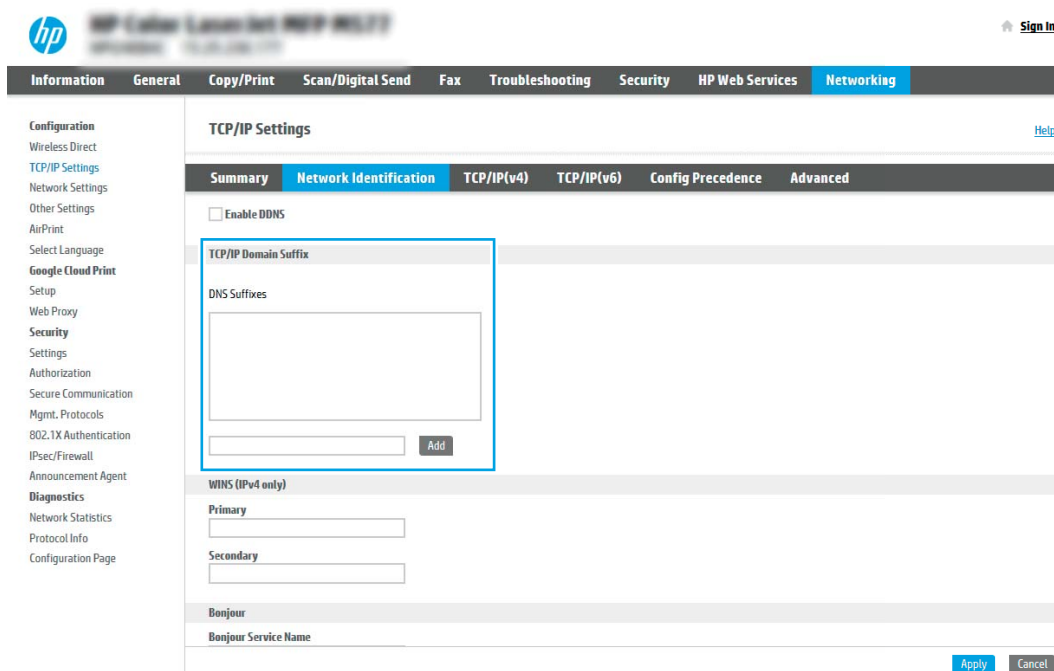 hp
Sign In
Information General Copy/Print Scan/Digital Send Fax Troubleshooting Security HP Web Services Networking
Configuration
Wireless Direct
TCP/IP Settings
Network Settings
Other Settings
AirPrint
Select Language
Google Cloud Print
Setup
Web Proxy
Security
Settings
Authorization
Secure Communication
Mgmt. Protocols
802.1X Authentication
IPsec/Firewall
Announcement Agent
Diagnostics
Network Statistics
Protocol Info
Configuration Page
TCP/IP Settings
Help
Summary Network Identification TCP/IP(v4) TCP/IP(v6) Config Precedence Advanced
Enable DDNS
TCP/IP Domain Suffix
DNS Suffixes
Add
WINS (IPv4 only)
Primary
Secondary
Bonjour
Bonjour Service Name
Apply Cancel